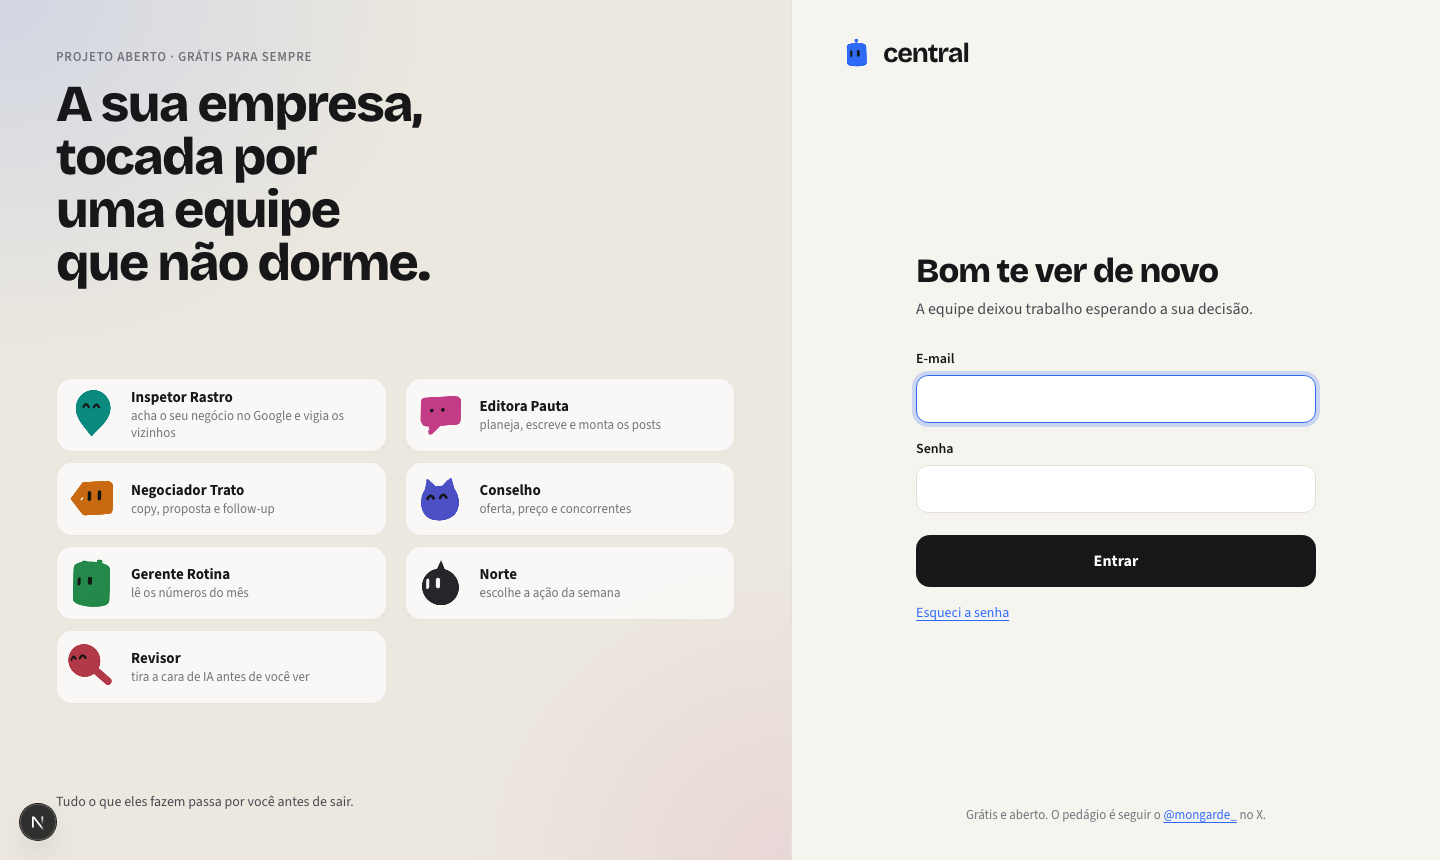 PROJETO ABERTO · GRÁTIS PARA SEMPRE
A sua empresa,
tocada por
uma equipe
que não dorme.
Inspetor Rastro
acha o seu negócio no Google e vigia os
vizinhos
Editora Pauta
planeja, escreve e monta os posts
Negociador Trato
copy, proposta e follow-up
Conselho
oferta, preço e concorrentes
Gerente Rotina
lê os números do mês
Norte
escolhe a ação da semana
Revisor
tira a cara de IA antes de você ver
Tudo o que eles fazem passa por você antes de sair.
N
central
Bom te ver de novo
A equipe deixou trabalho esperando a sua decisão.
E-mail
Senha
Entrar
Esqueci a senha
Grátis e aberto. O pedágio é seguir o @mongarde_ no X.